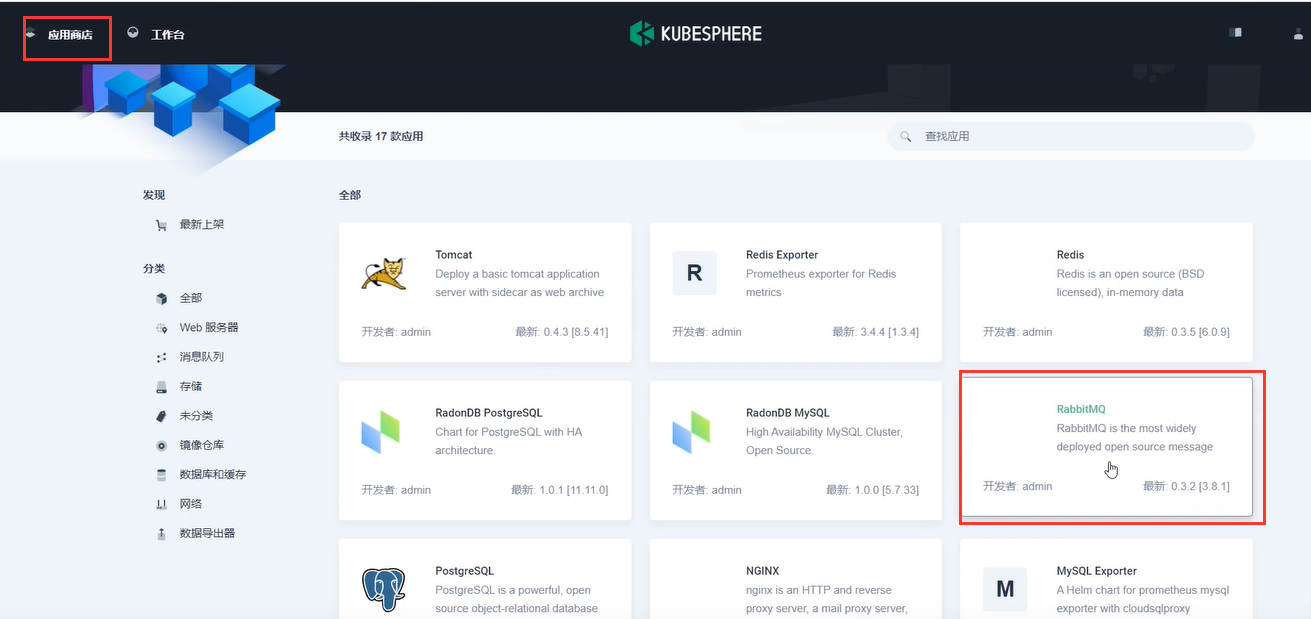 应用商店
工作台
KUBESPHERE
共收录 17 款应用
查找应用
发现
最新上架
分类
全部
Web 服务器
消息队列
存储
未分类
镜像仓库
数据库和缓存
网络
数据导出器
全部
Tomcat
Deploy a basic tomcat application
server with sidecar as web archive
开发者: admin
最新: 0.4.3 [8.5.41]
R
Redis Exporter
Prometheus exporter for Redis
metrics
开发者: admin
最新: 3.4.4 [1.3.4]
Redis
Redis is an open source (BSD
licensed), in-memory data
开发者: admin
最新: 0.3.5 [6.0.9]
RadonDB PostgreSQL
Chart for PostgreSQL with HA
architecture.
开发者: admin
最新: 1.0.1 [11.11.0]
RadonDB MySQL
High Availability MySQL Cluster,
Open Source.
开发者: admin
最新: 1.0.0 [5.7.33]
RabbitMQ
RabbitMQ is the most widely
deployed open source message
开发者: admin
最新: 0.3.2 [3.8.1]
PostgreSQL
PostgreSQL is a powerful, open
source object-relational database
NGINX
nginx is an HTTP and reverse
proxy server, a mail proxy server,
M
MySQL Exporter
A Helm chart for prometheus mysql
exporter with cloudsqlproxy